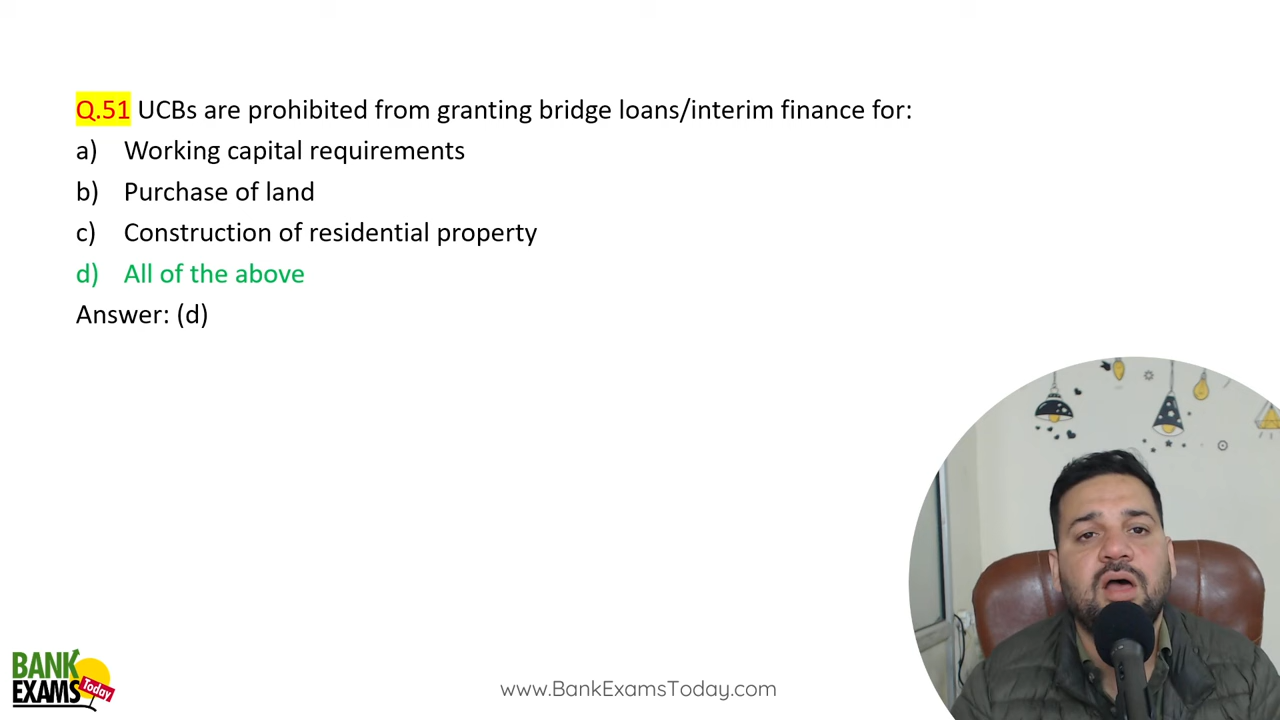 Q.51 UCBs are prohibited from granting bridge loans/interim finance for:
a) Working capital requirements
b) Purchase of land
c) Construction of residential property
d) All of the above
Answer: (d)
BANK
EXAMS
Today
www.BankExamsToday.com